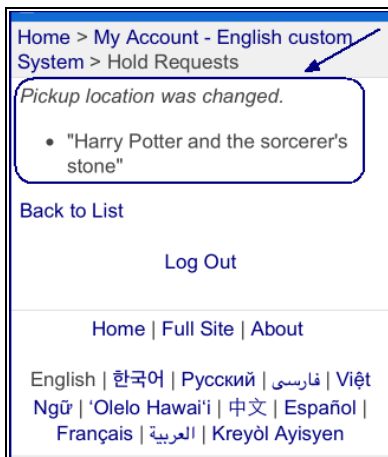 Home > My Account - English custom
System > Hold Requests
Pickup location was changed.
• "Harry Potter and the sorcerer's
stone"
Back to List
Log Out
Home | Full Site | About
English | 한국어 | Русский | فارسی | Việt
Ngữ | ‘Olelo Hawai‘i | 中文 | Español |
Français | العربية | Kreyòl Ayisyen